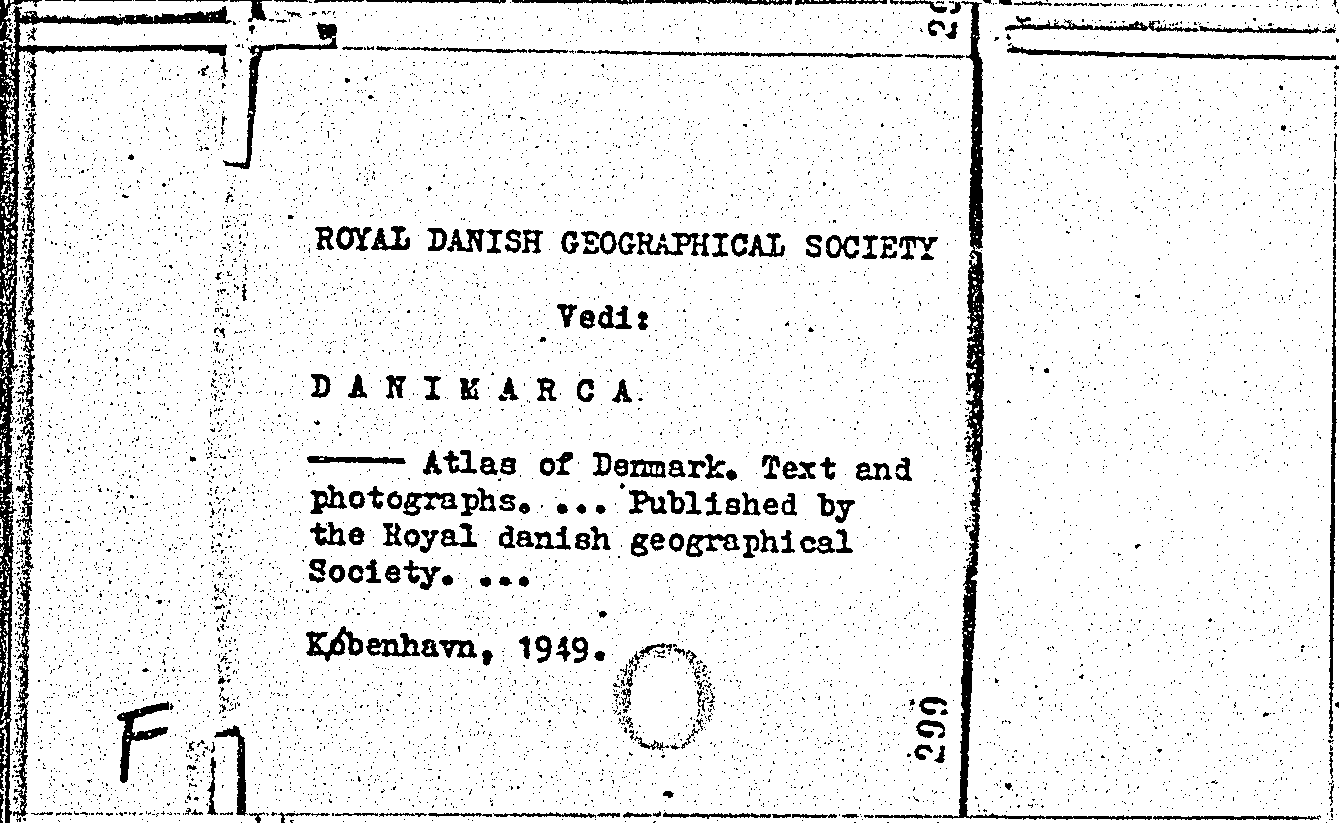 ROYAL DANISH GEOGRAPHICAL SOCIETY
Vedi:
D A N I M A R C A.
——— Atlas of Denmark. Text and
photographs. ... Published by
the Royal danish geographical
Society. ...
København, 1949.
F
299